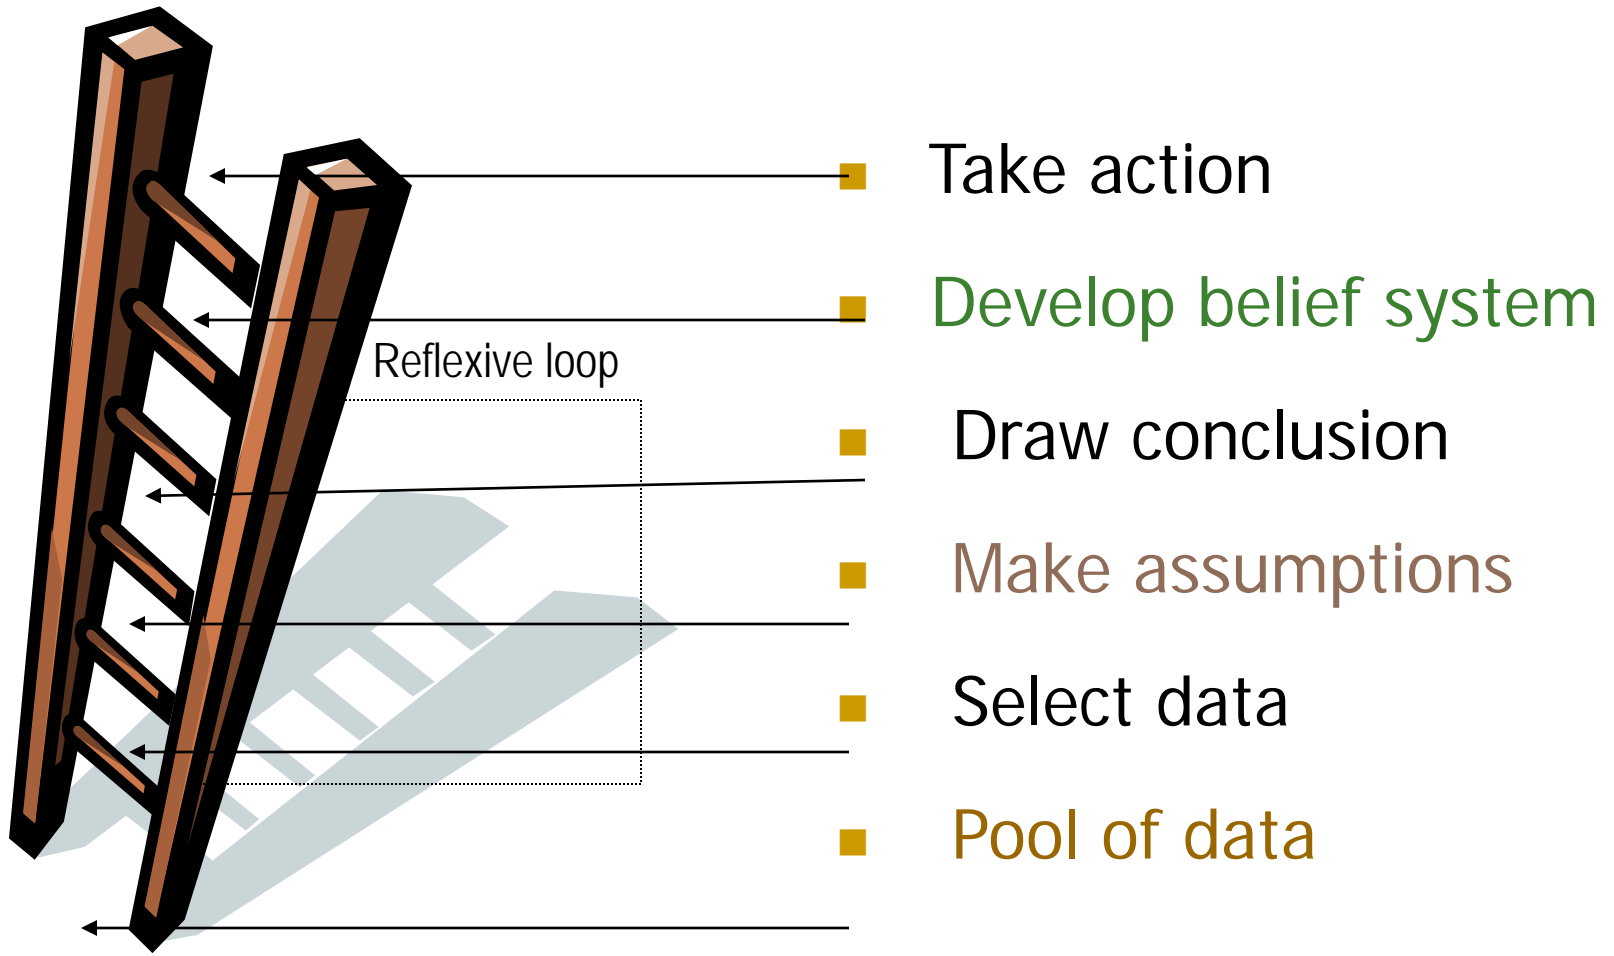 Take action
Develop belief system
Reflexive loop
Draw conclusion
Make assumptions
Select data
Pool of data